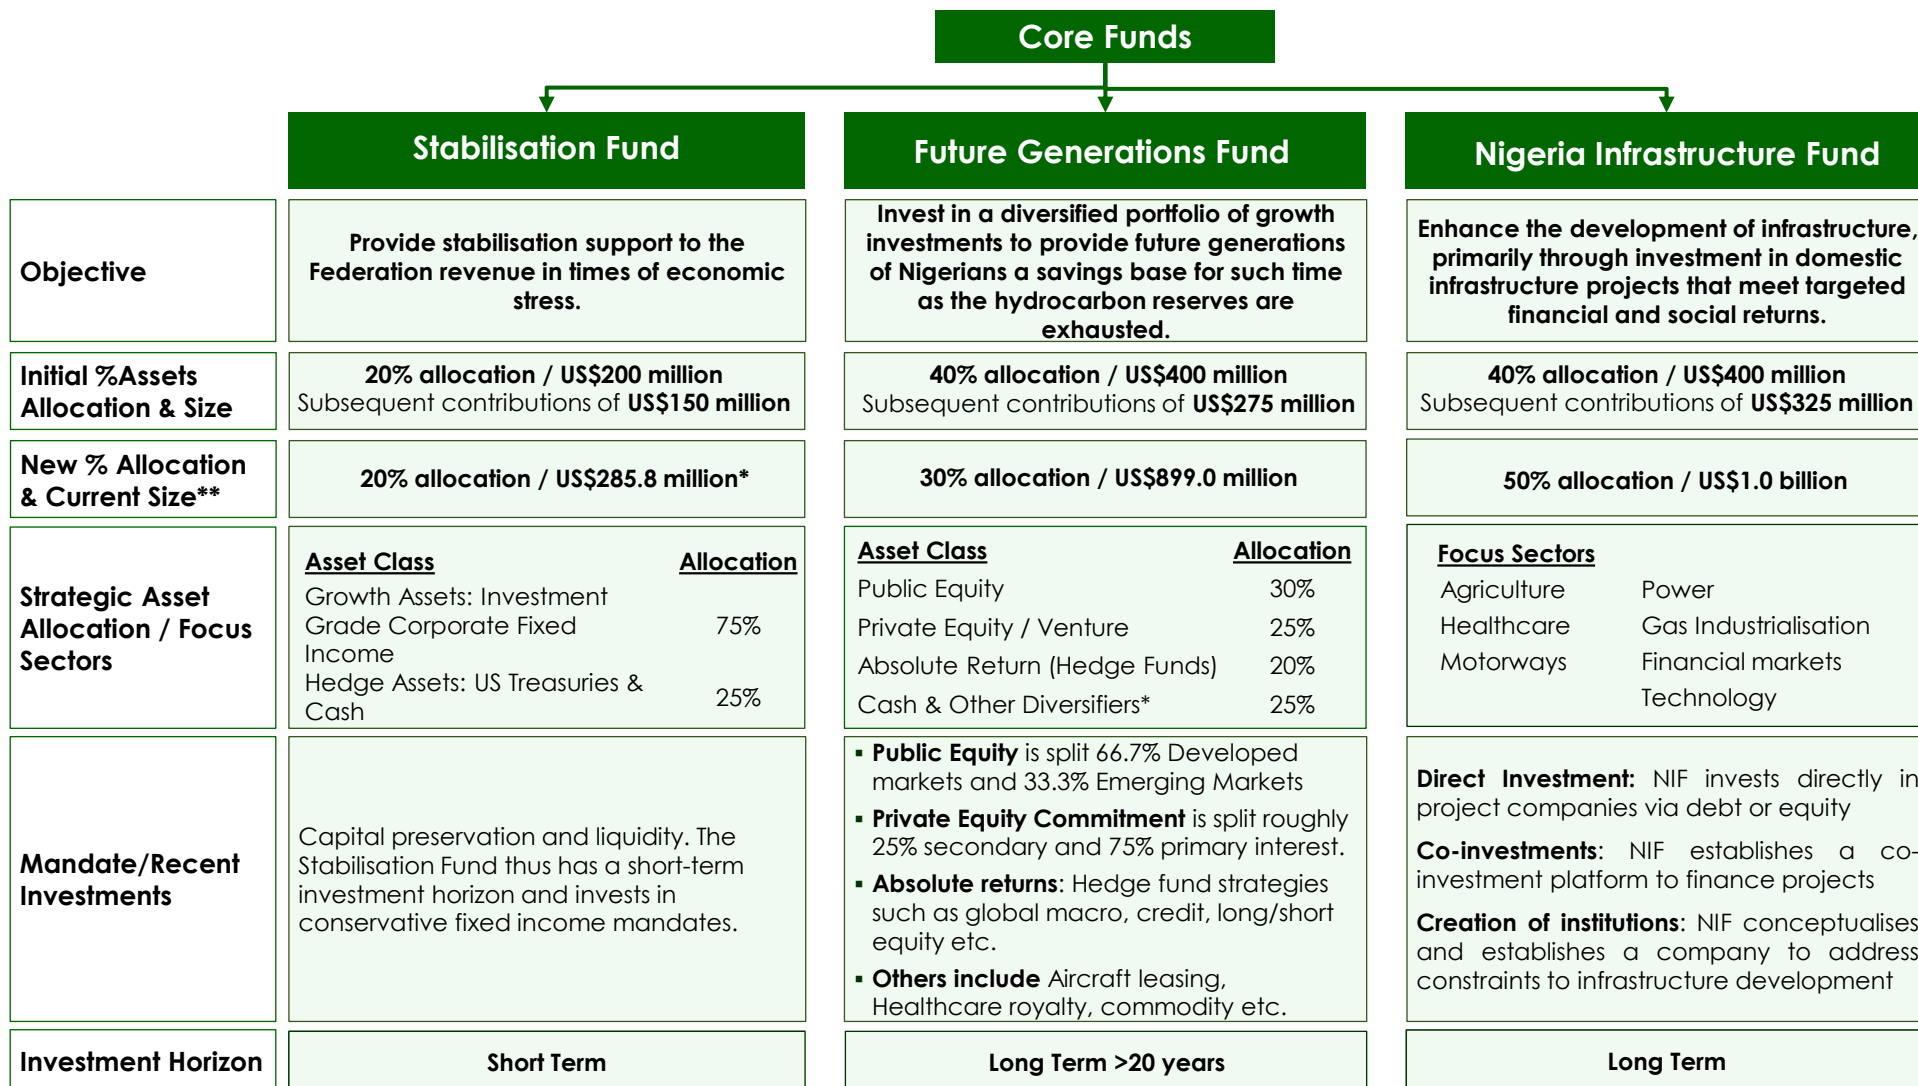 Core Funds
Stabilisation Fund
Future Generations Fund
Nigeria Infrastructure Fund
Objective
Provide stabilisation support to the
Federation revenue in times of economic
stress.
Invest in a diversified portfolio of growth
investments to provide future generations
of Nigerians a savings base for such time
as the hydrocarbon reserves are
exhausted.
Enhance the development of infrastructure,
primarily through investment in domestic
infrastructure projects that meet targeted
financial and social returns.
Initial %Assets
Allocation & Size
20% allocation / US$200 million
Subsequent contributions of US$150 million
40% allocation / US$400 million
Subsequent contributions of US$275 million
40% allocation / US$400 million
Subsequent contributions of US$325 million
New % Allocation
& Current Size**
20% allocation / US$285.8 million*
30% allocation / US$899.0 million
50% allocation / US$1.0 billion
Strategic Asset
Allocation / Focus
Sectors
Asset Class Allocation
Growth Assets: Investment
Grade Corporate Fixed 75%
Income
Hedge Assets: US Treasuries &
Cash 25%
Asset Class Allocation
Public Equity 30%
Private Equity / Venture 25%
Absolute Return (Hedge Funds) 20%
Cash & Other Diversifiers* 25%
Focus Sectors
Agriculture Power
Healthcare Gas Industrialisation
Motorways Financial markets
Technology
Mandate/Recent
Investments
Capital preservation and liquidity. The
Stabilisation Fund thus has a short-term
investment horizon and invests in
conservative fixed income mandates.
▪ Public Equity is split 66.7% Developed
markets and 33.3% Emerging Markets
▪ Private Equity Commitment is split roughly
25% secondary and 75% primary interest.
▪ Absolute returns: Hedge fund strategies
such as global macro, credit, long/short
equity etc.
▪ Others include Aircraft leasing,
Healthcare royalty, commodity etc.
Direct Investment: NIF invests directly in
project companies via debt or equity
Co-investments: NIF establishes a co-
investment platform to finance projects
Creation of institutions: NIF conceptualises
and establishes a company to address
constraints to infrastructure development
Investment Horizon
Short Term
Long Term >20 years
Long Term